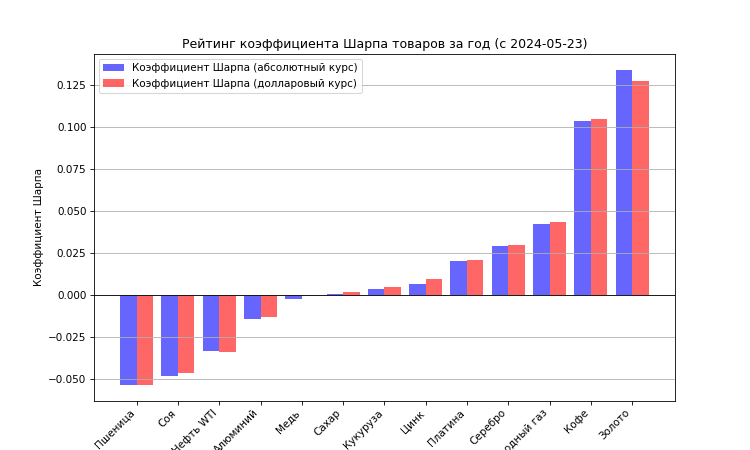 Рейтинг коэффициента Шарпа товаров за год (с 2024-05-23)
Коэффициент Шарпа (абсолютный курс)
Коэффициент Шарпа (долларовый курс)
Коэффициент Шарпа
0.125
0.100
0.075
0.050
0.025
0.000
−0.025
−0.050
Пшеница
Соя
Нефть WTI
Алюминий
Медь
Сахар
Кукуруза
Цинк
Платина
Серебро
газ
Кофе
Золото